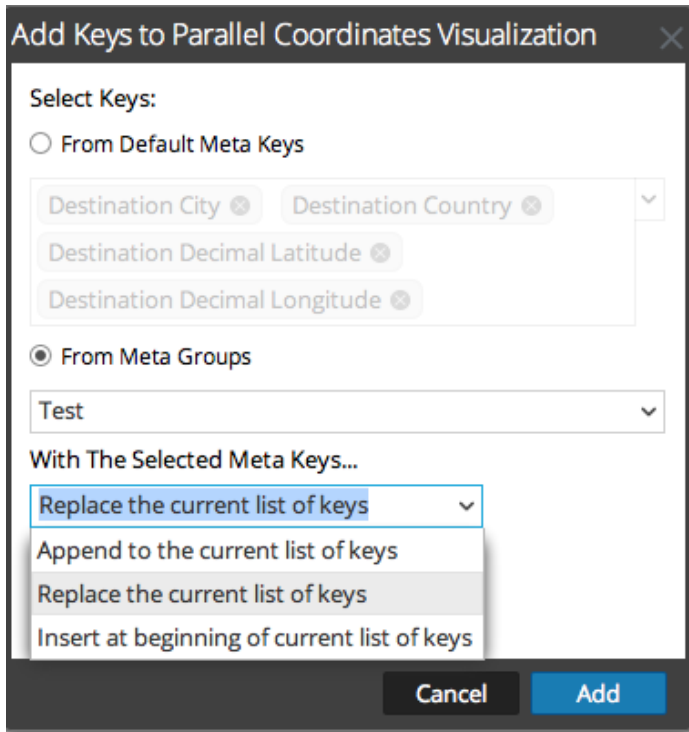 Add Keys to Parallel Coordinates Visualization
Select Keys:
From Default Meta Keys
Destination City Destination Country
Destination Decimal Latitude
Destination Decimal Longitude
From Meta Groups
Test
With The Selected Meta Keys...
Replace the current list of keys
Append to the current list of keys
Replace the current list of keys
Insert at beginning of current list of keys
Cancel Add